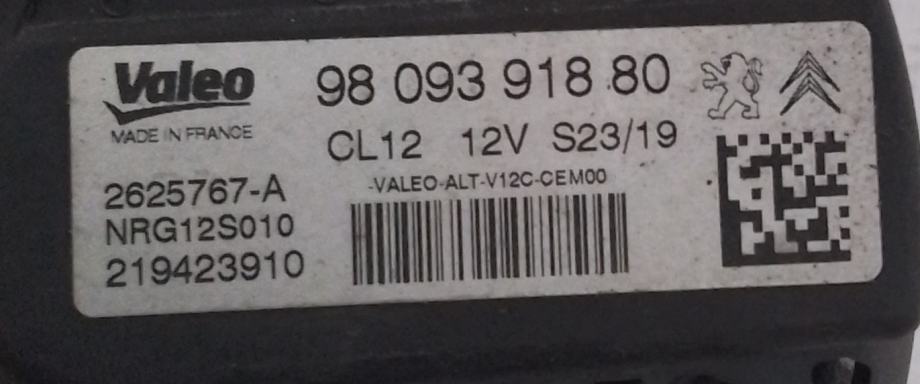 Valeo
MADE IN FRANCE
98 093 918 80
CL12 12V S23/19
-VALEO-ALT-V12C-CEM00
2625767-A
NRG12S010
219423910